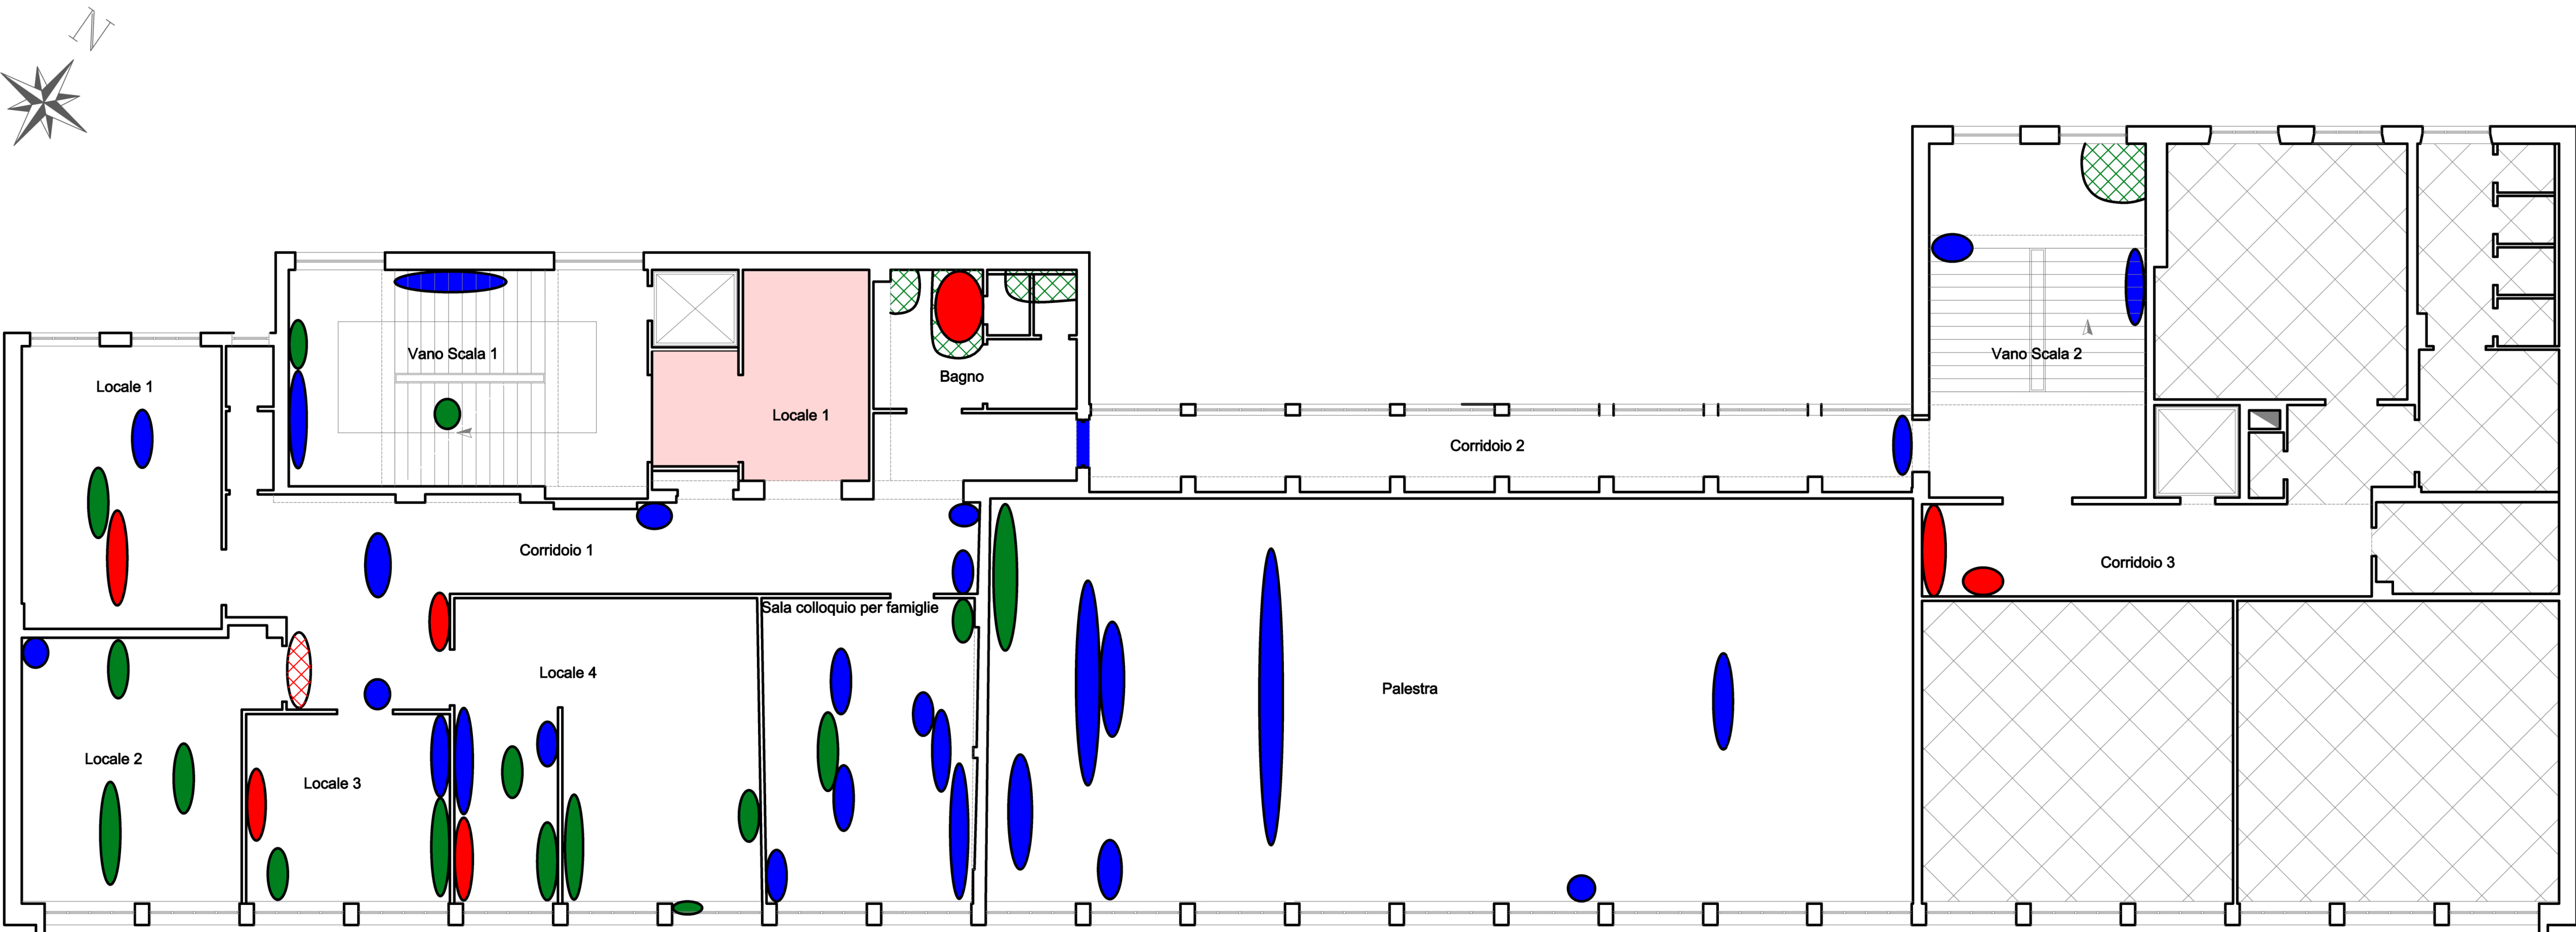 N
Vano Scala 1
Vano Scala 2
Locale 1
Bagno
Locale 1
Corridoio 2
Corridoio 1
Corridoio 3
Sala colloquio per famiglie
Locale 4
Palestra
Locale 2
Locale 3